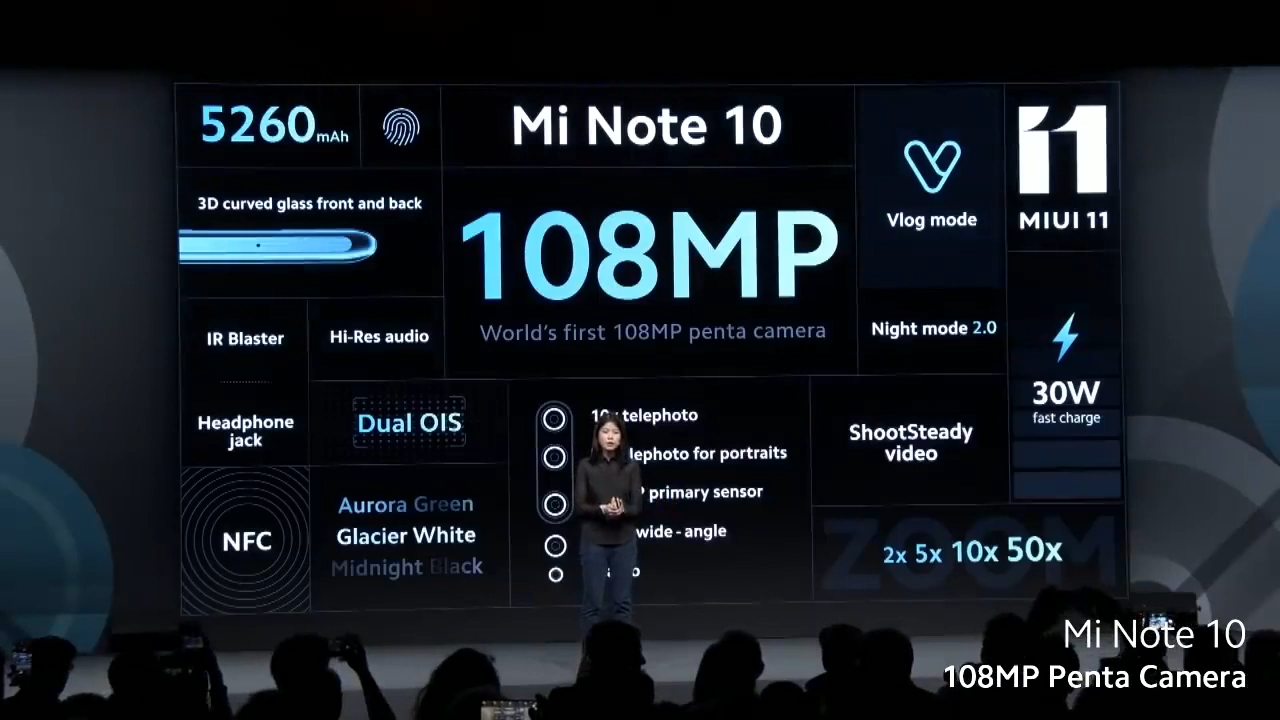 5260 mAh
Mi Note 10
3D curved glass front and back
108MP
World's first 108MP penta camera
Vlog mode
11
MIUI 11
IR Blaster
Hi-Res audio
Night mode 2.0
30W
fast charge
Headphone
jack
Dual OIS
telephoto
for portraits
primary sensor
wide-angle
ShootSteady
video
NFC
Aurora Green
Glacier White
Midnight Black
ZOOM
2x 5x 10x 50x
Mi Note 10
108MP Penta Camera